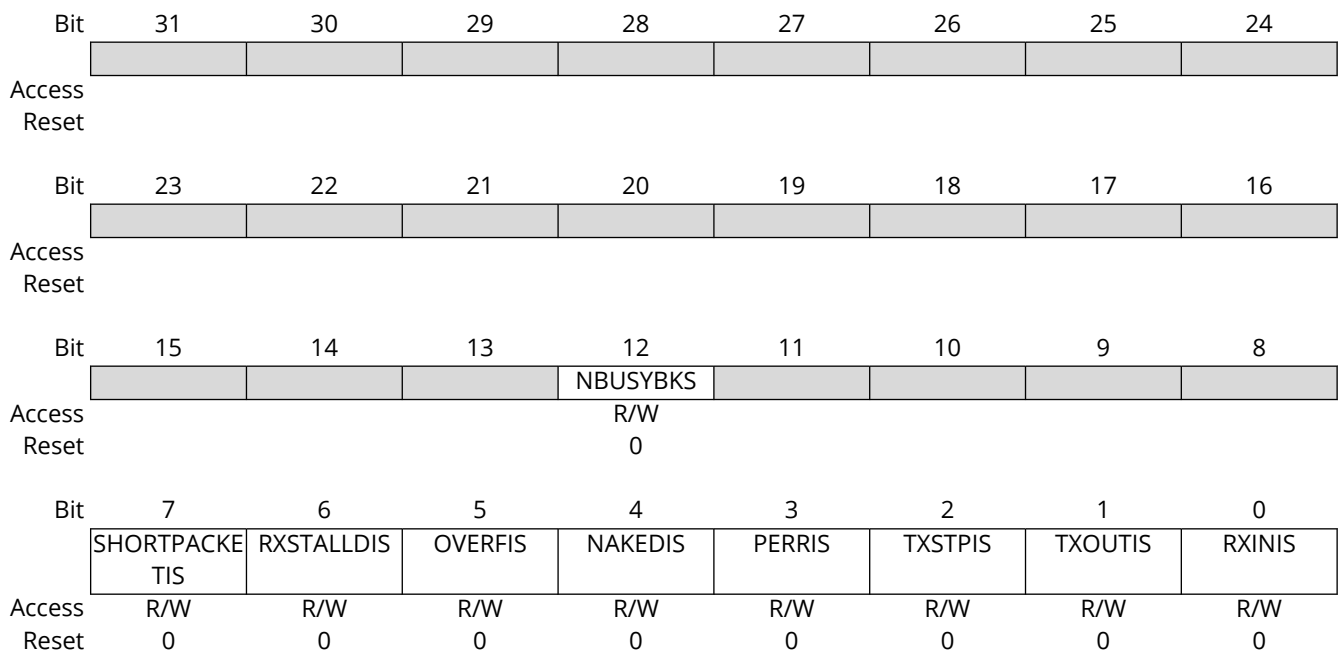 Bit 31 30 29 28 27 26 25 24
Access
Reset
Bit 23 22 21 20 19 18 17 16
Access
Reset
Bit 15 14 13 12 11 10 9 8
NBUSYBKS
Access R/W
Reset 0
Bit 7 6 5 4 3 2 1 0
SHORTPACKE RXSTALLDIS OVERFIS NAKEDIS PERRIS TXSTPIS TXOUTIS RXINIS
TIS
Access R/W R/W R/W R/W R/W R/W R/W R/W
Reset 0 0 0 0 0 0 0 0